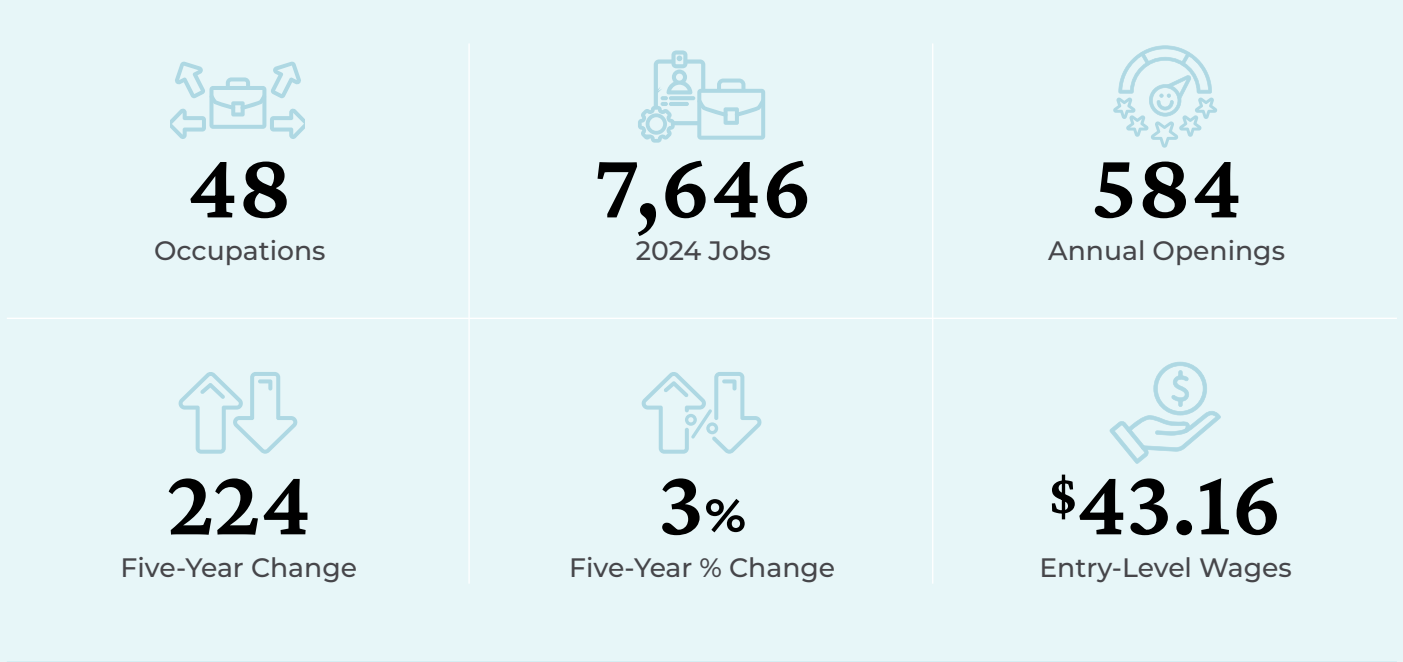 48
Occupations
7,646
2024 Jobs
584
Annual Openings
224
Five-Year Change
3%
Five-Year % Change
$43.16
Entry-Level Wages